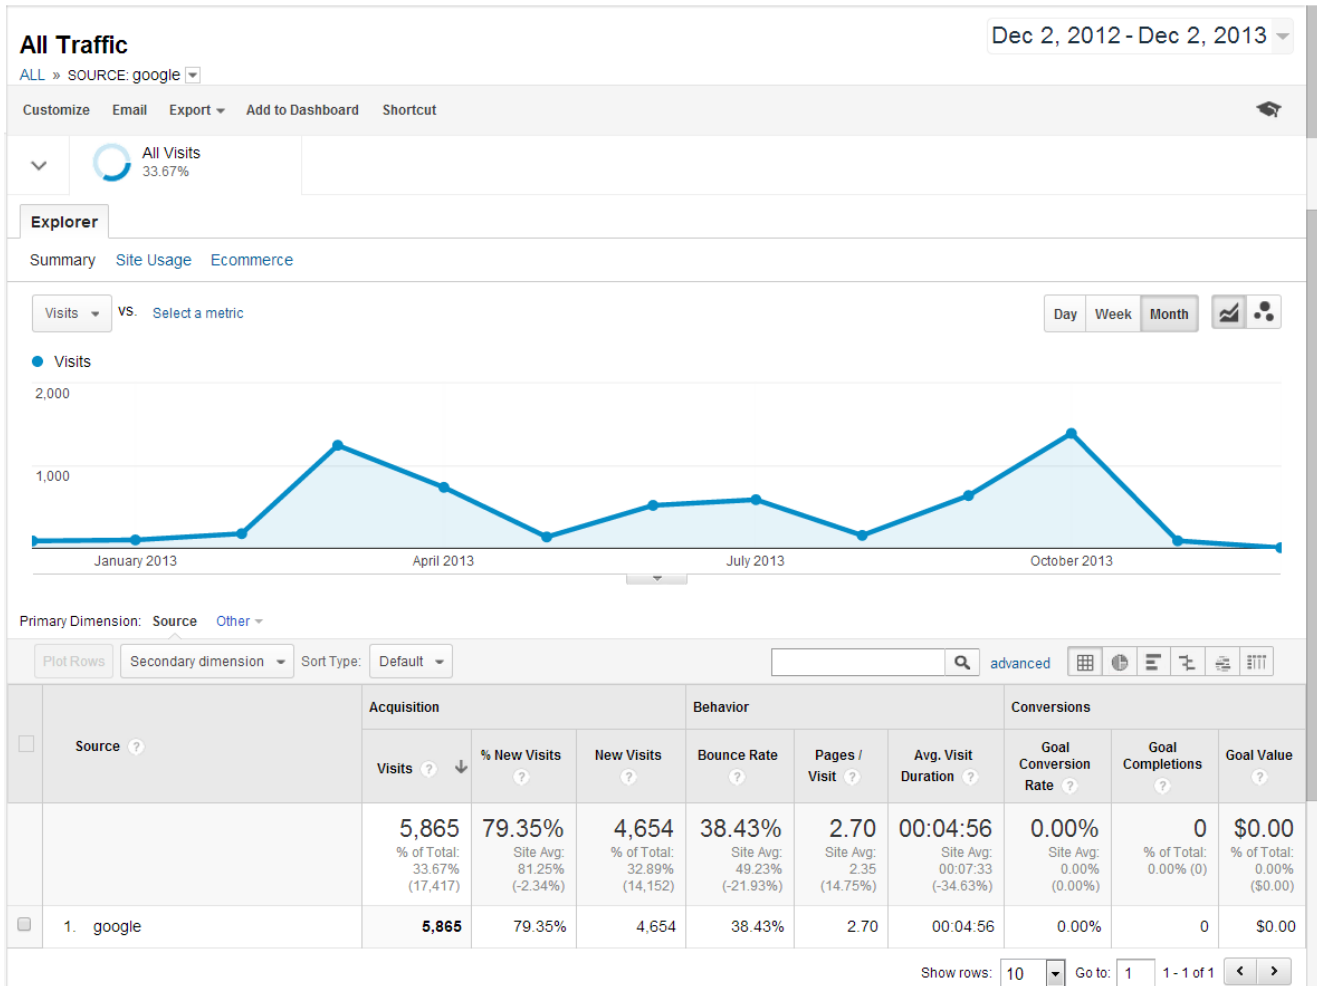 All Traffic
Dec 2, 2012 - Dec 2, 2013
ALL » SOURCE: google
Customize Email Export Add to Dashboard Shortcut
All Visits
33.67%
Explorer
Summary Site Usage Ecommerce
Visits VS. Select a metric
Day Week Month
Visits
2,000
1,000
January 2013 April 2013 July 2013 October 2013
Primary Dimension: Source Other
Plot Rows Secondary dimension Sort Type: Default advanced
Acquisition Behavior Conversions
Source ?
Visits ?
% New Visits ?
New Visits ?
Bounce Rate ?
Pages /
Visit ?
Avg. Visit
Duration ?
Goal
Conversion
Rate ?
Goal
Completions
?
Goal Value
?
5,865
% of Total:
33.67%
(17,417)
79.35%
Site Avg:
81.25%
(-2.34%)
4,654
% of Total:
32.89%
(14,152)
38.43%
Site Avg:
49.23%
(-21.93%)
2.70
Site Avg:
2.35
(14.75%)
00:04:56
Site Avg:
00:07:33
(-34.63%)
0.00%
Site Avg:
0.00%
(0.00%)
0
% of Total:
0.00% (0)
$0.00
% of Total:
0.00%
($0.00)
1. google 5,865 79.35% 4,654 38.43% 2.70 00:04:56 0.00% 0 $0.00
Show rows: 10 Go to: 1 1 - 1 of 1